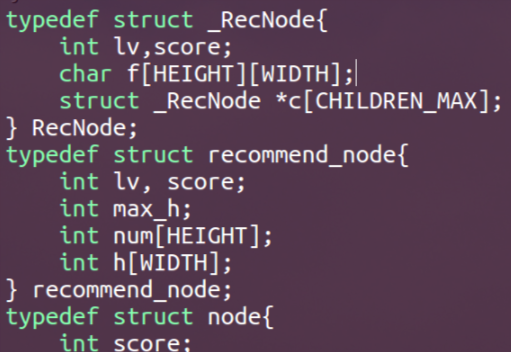 typedef struct _RecNode{
    int lv,score;
    char f[HEIGHT][WIDTH];
    struct _RecNode *c[CHILDREN_MAX];
} RecNode;
typedef struct recommend_node{
    int lv, score;
    int max_h;
    int num[HEIGHT];
    int h[WIDTH];
} recommend_node;
typedef struct node{
    int score;